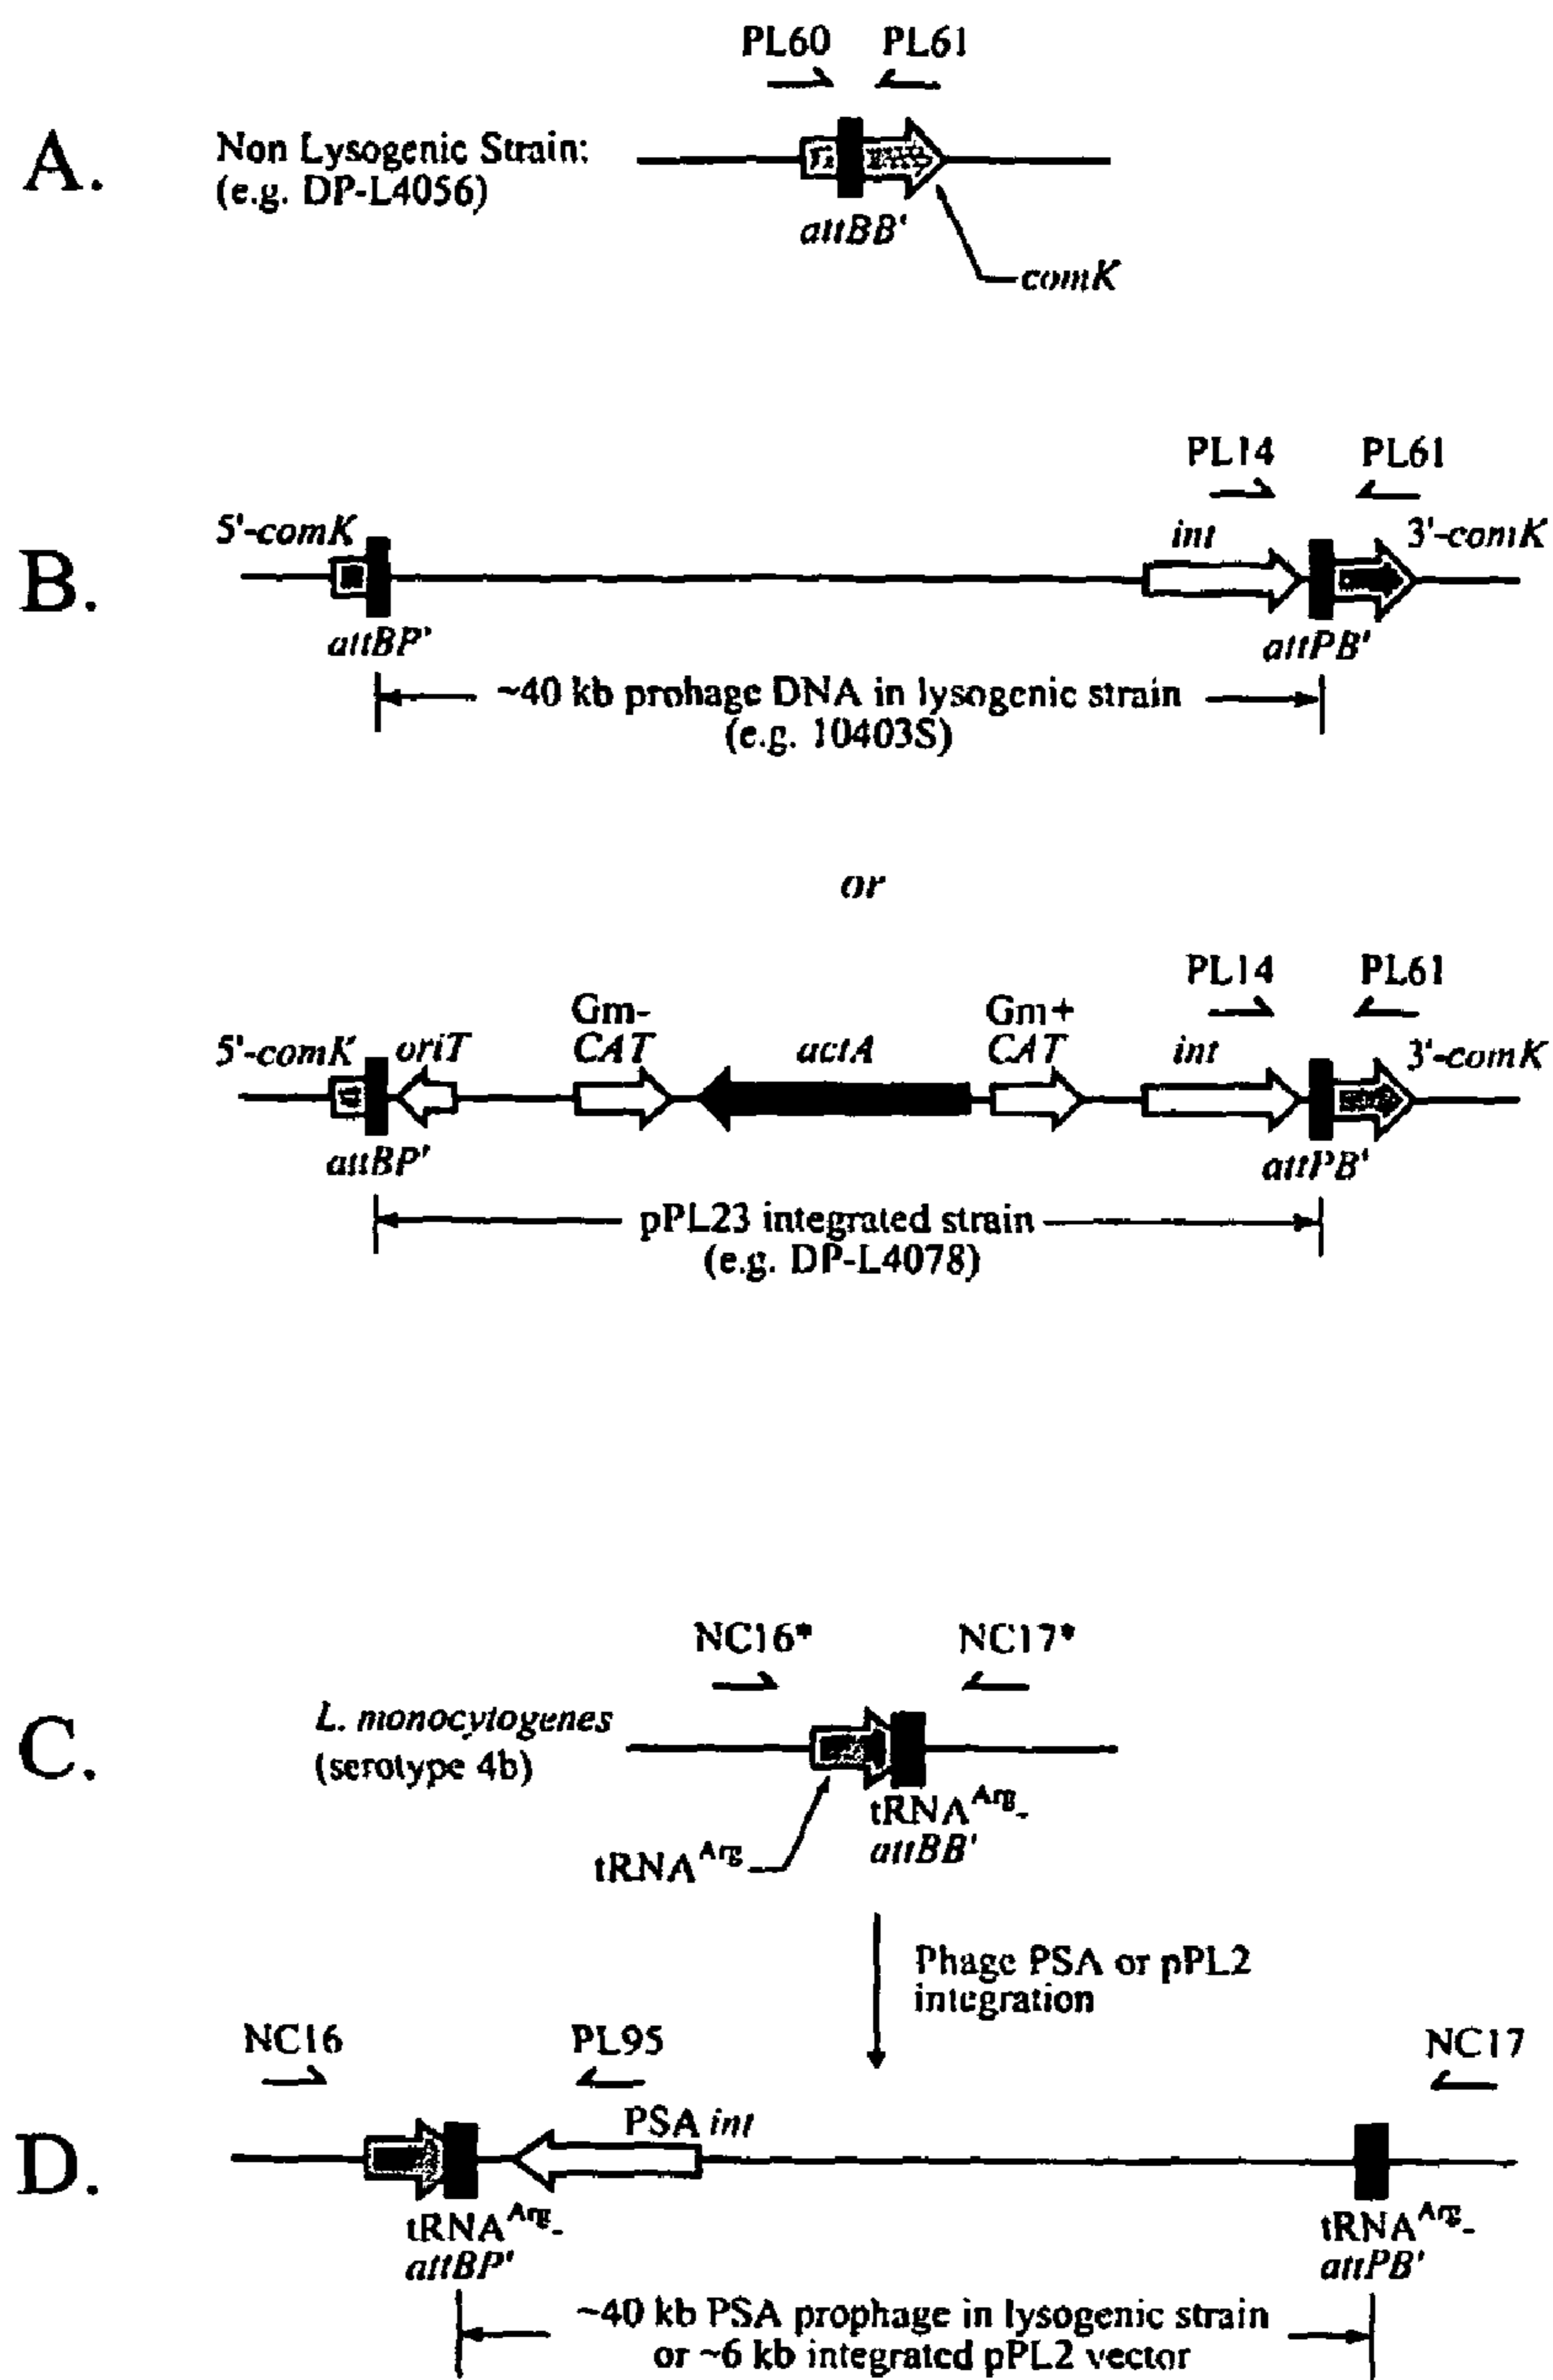 PL60 PL61
A.
Non Lysogenic Strain:
(e.g. DP-L4056)
attBB'
comK
PL14 PL61
B.
5'-comK int 3'-comK
attBP' attPB'
~40 kb prohage DNA in lysogenic strain
(e.g. 10403S)
or
PL14 PL61
Gm- Gm+
5'-comK oriT CAT actA CAT int 3'-comK
attBP' attPB'
pPL23 integrated strain
(e.g. DP-L4078)
NC16* NC17*
C.
L. monocytogenes
(serotype 4b)
tRNA^Arg-
attBB'
tRNA^Arg
Phage PSA or pPL2
integration
NC16 PL95 NC17
D.
PSA int
tRNA^Arg- tRNA^Arg-
attBP' attPB'
~40 kb PSA prophage in lysogenic strain
or ~6 kb integrated pPL2 vector